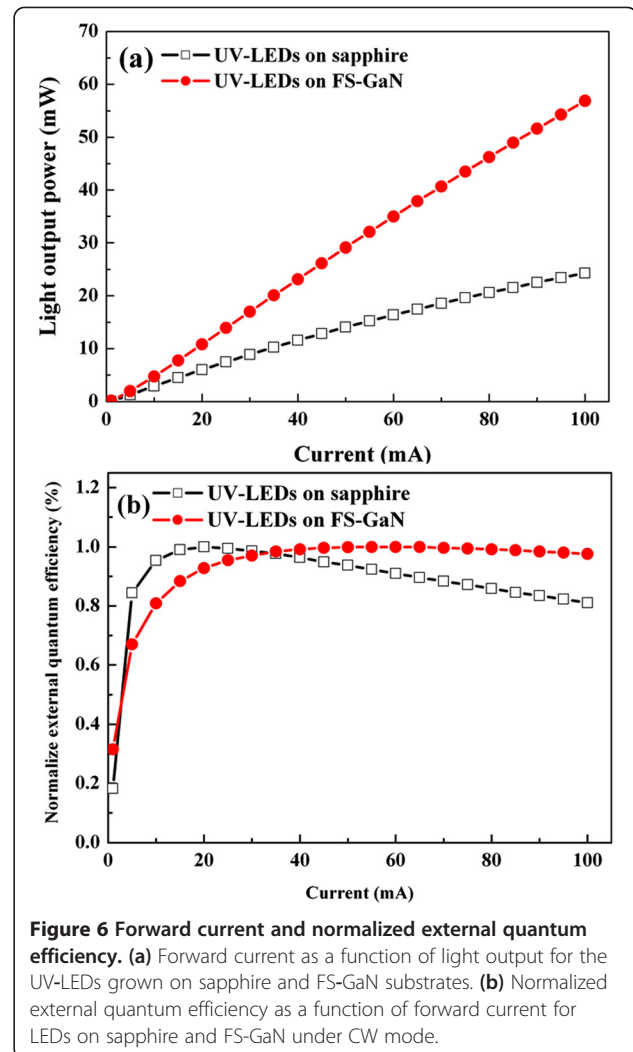 (a)
UV-LEDs on sapphire
UV-LEDs on FS-GaN
Light output power (mW)
70
60
50
40
30
20
10
0
0 20 40 60 80 100
Current (mA)
(b)
UV-LEDs on sapphire
UV-LEDs on FS-GaN
Normalize external quantum efficiency (%)
1.2
1.0
0.8
0.6
0.4
0.2
0.0
0 20 40 60 80 100
Current (mA)
Figure 6 Forward current and normalized external quantum
efficiency. (a) Forward current as a function of light output for the
UV-LEDs grown on sapphire and FS-GaN substrates. (b) Normalized
external quantum efficiency as a function of forward current for
LEDs on sapphire and FS-GaN under CW mode.